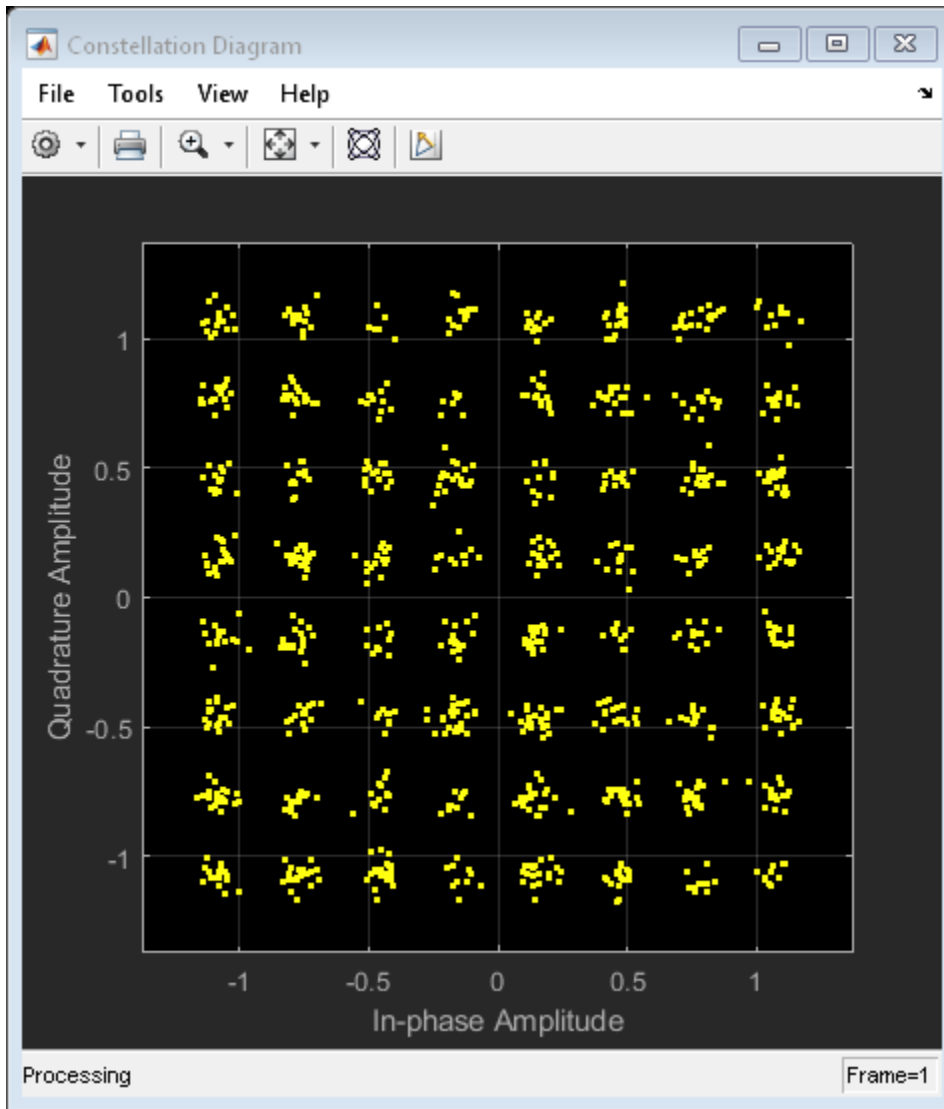 Constellation Diagram
File Tools View Help
1
0.5
0
-0.5
-1
Quadrature Amplitude
-1 -0.5 0 0.5 1
In-phase Amplitude
Processing Frame=1